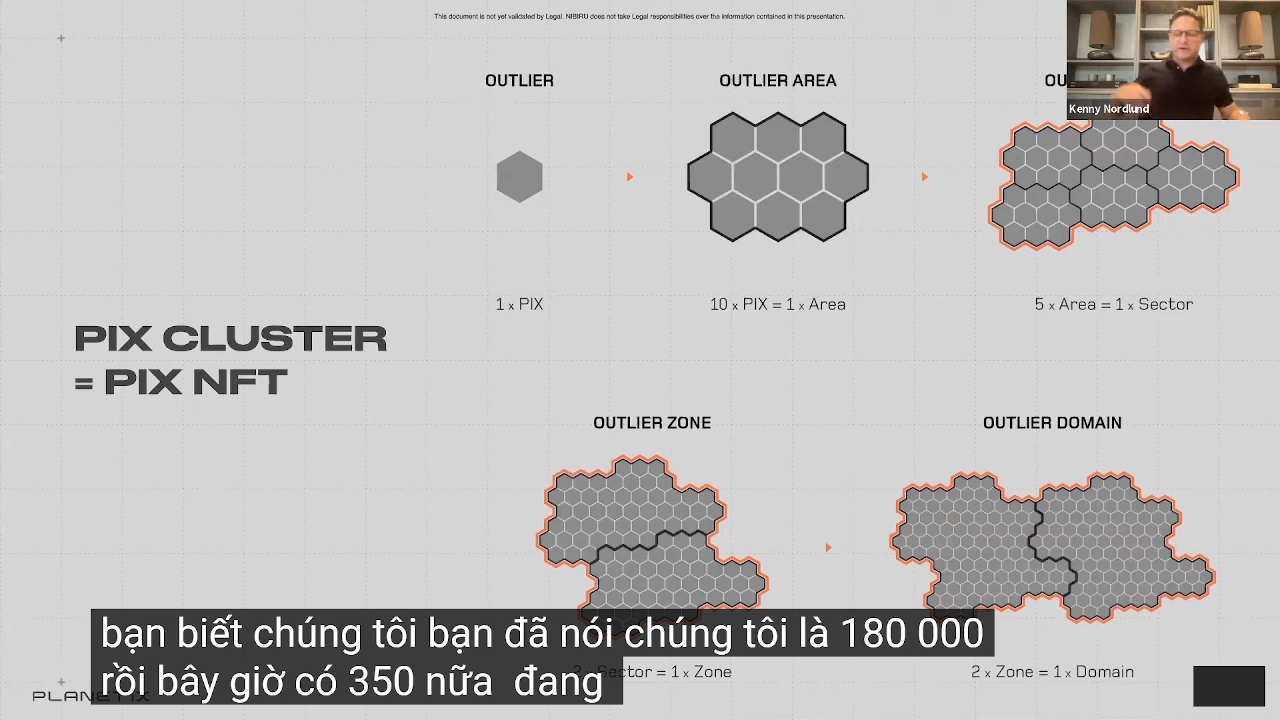 This document is not yet validated by Legal. NIBIRU does not take Legal responsibilities over the information contained in this presentation.
OUTLIER
OUTLIER AREA
OU
Kenny Nordlund
1 x PIX
10 x PIX = 1 x Area
5 x Area = 1 x Sector
PIX CLUSTER
= PIX NFT
OUTLIER ZONE
OUTLIER DOMAIN
bạn biết chúng tôi bạn đã nói chúng tôi là 180 000
rồi bây giờ có 350 nữa đang
Sector = 1 x Zone
2 x Zone = 1 x Domain
PLANETIX